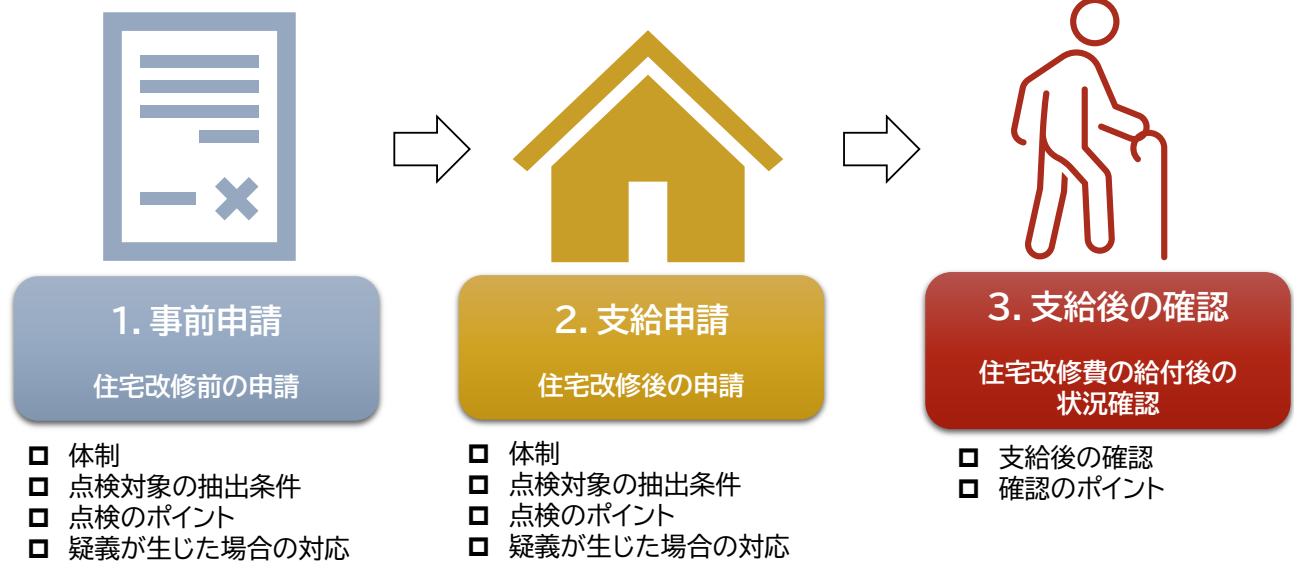 1. 事前申請
住宅改修前の申請
体制
点検対象の抽出条件
点検のポイント
疑義が生じた場合の対応
2. 支給申請
住宅改修後の申請
体制
点検対象の抽出条件
点検のポイント
疑義が生じた場合の対応
3. 支給後の確認
住宅改修費の給付後の
状況確認
支給後の確認
確認のポイント